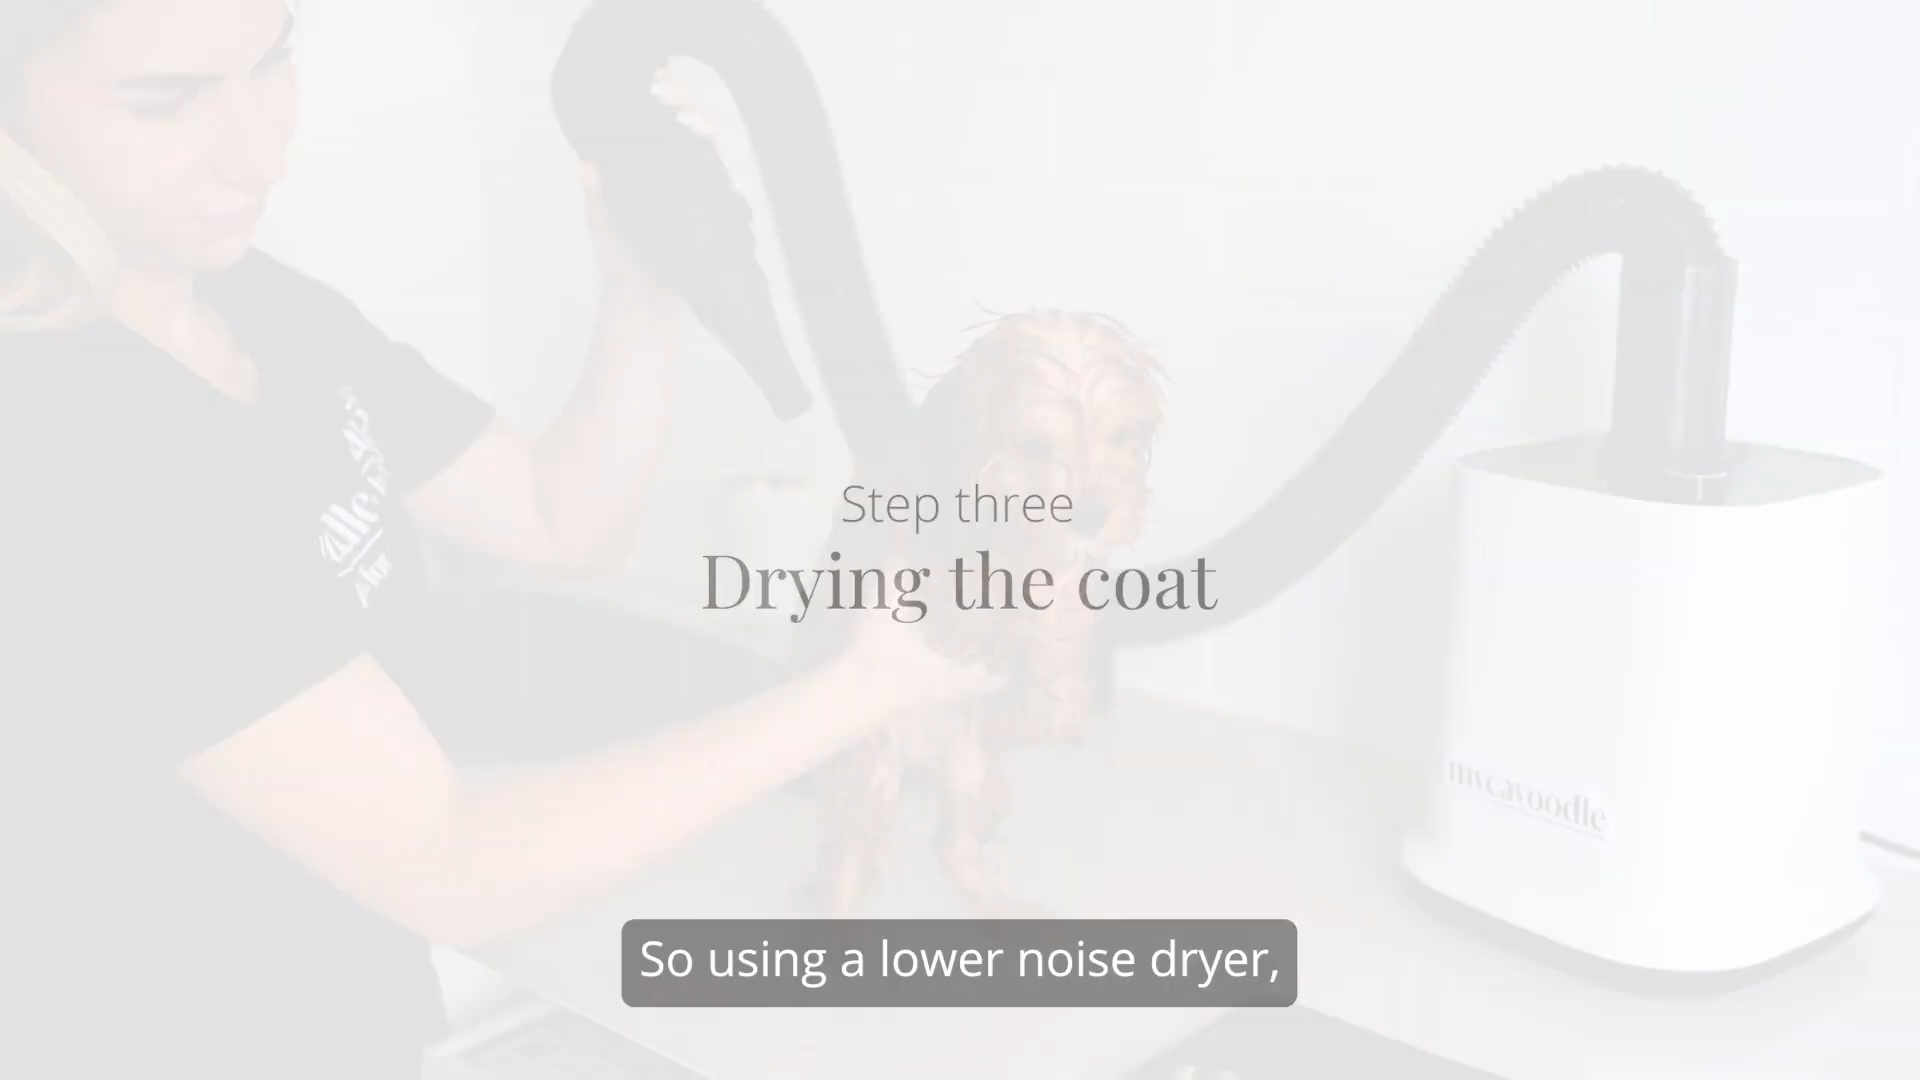 Step three
Drying the coat
mycavoodle
So using a lower noise dryer,